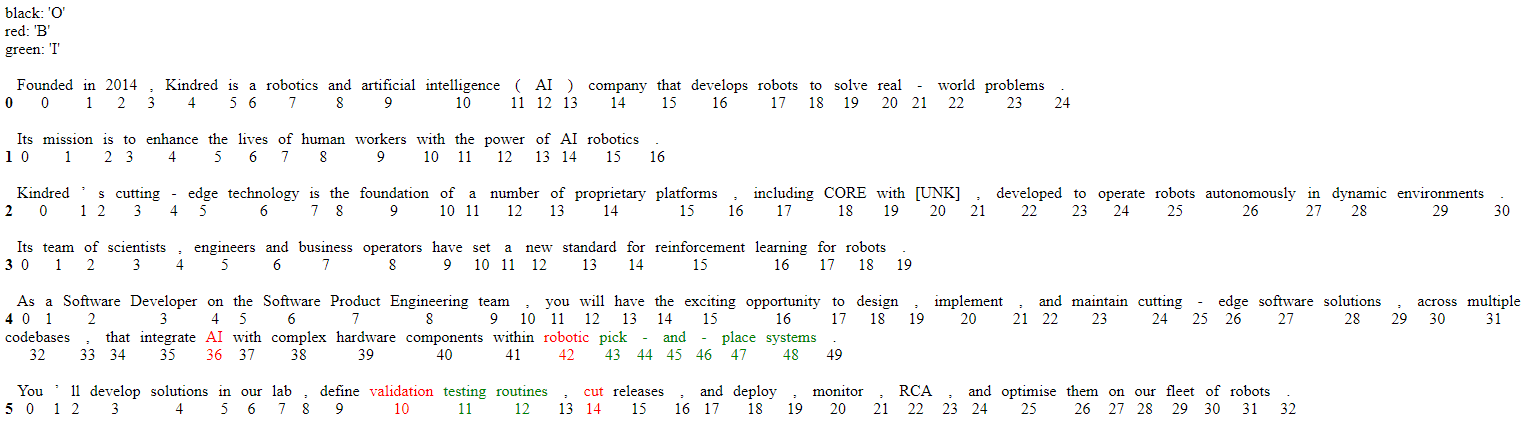 black: 'O'
red: 'B'
green: 'I'
Founded in 2014 , Kindred is a robotics and artificial intelligence ( AI ) company that develops robots to solve real - world problems .
0 0 1 2 3 4 5 6 7 8 9 10 11 12 13 14 15 16 17 18 19 20 21 22 23 24
Its mission is to enhance the lives of human workers with the power of AI robotics .
1 0 1 2 3 4 5 6 7 8 9 10 11 12 13 14 15 16
Kindred ’ s cutting - edge technology is the foundation of a number of proprietary platforms , including CORE with [UNK] , developed to operate robots autonomously in dynamic environments .
2 0 1 2 3 4 5 6 7 8 9 10 11 12 13 14 15 16 17 18 19 20 21 22 23 24 25 26 27 28 29 30
Its team of scientists , engineers and business operators have set a new standard for reinforcement learning for robots .
3 0 1 2 3 4 5 6 7 8 9 10 11 12 13 14 15 16 17 18 19
As a Software Developer on the Software Product Engineering team , you will have the exciting opportunity to design , implement , and maintain cutting - edge software solutions , across multiple
4 0 1 2 3 4 5 6 7 8 9 10 11 12 13 14 15 16 17 18 19 20 21 22 23 24 25 26 27 28 29 30 31
codebases , that integrate AI with complex hardware components within robotic pick - and - place systems .
32 33 34 35 36 37 38 39 40 41 42 43 44 45 46 47 48 49
You ’ ll develop solutions in our lab , define validation testing routines , cut releases , and deploy , monitor , RCA , and optimise them on our fleet of robots .
5 0 1 2 3 4 5 6 7 8 9 10 11 12 13 14 15 16 17 18 19 20 21 22 23 24 25 26 27 28 29 30 31 32